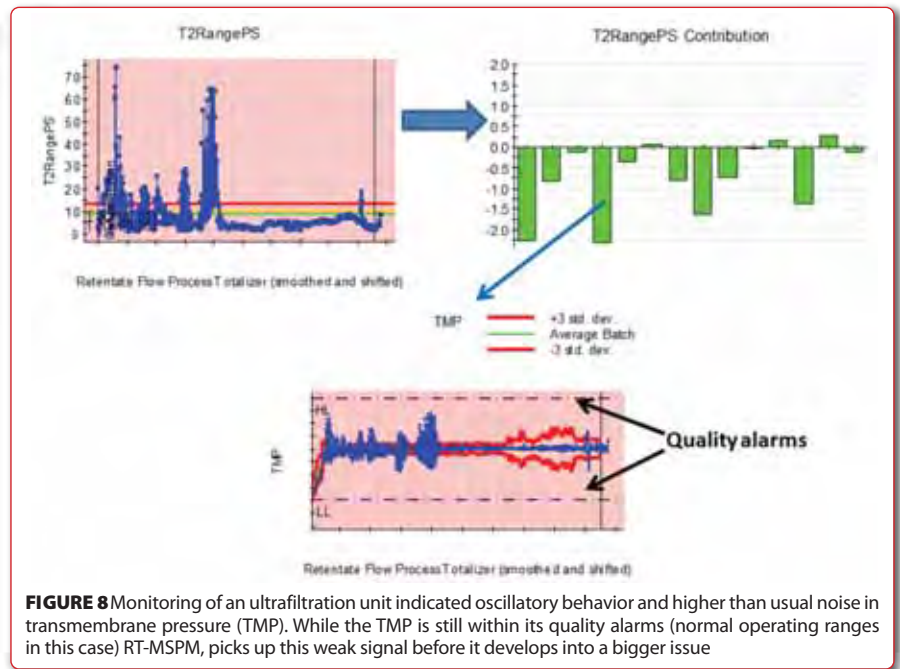 T2RangePS
T2RangePS Contribution
T2RangePS
70
60
50
40
30
20
10
0
2.0
1.5
1.0
0.5
0.0
-0.5
-1.0
-1.5
-2.0
Retentate Flow ProcessTotalizer (smoothed and shifted)
TMP
+3 std. dev.
Average Batch
-3 std. dev.
TMP
HL
LL
Quality alarms
Retentate Flow ProcessTotalizer (smoothed and shifted)
FIGURE 8 Monitoring of an ultrafiltration unit indicated oscillatory behavior and higher than usual noise in
transmembrane pressure (TMP). While the TMP is still within its quality alarms (normal operating ranges
in this case) RT-MSPM, picks up this weak signal before it develops into a bigger issue